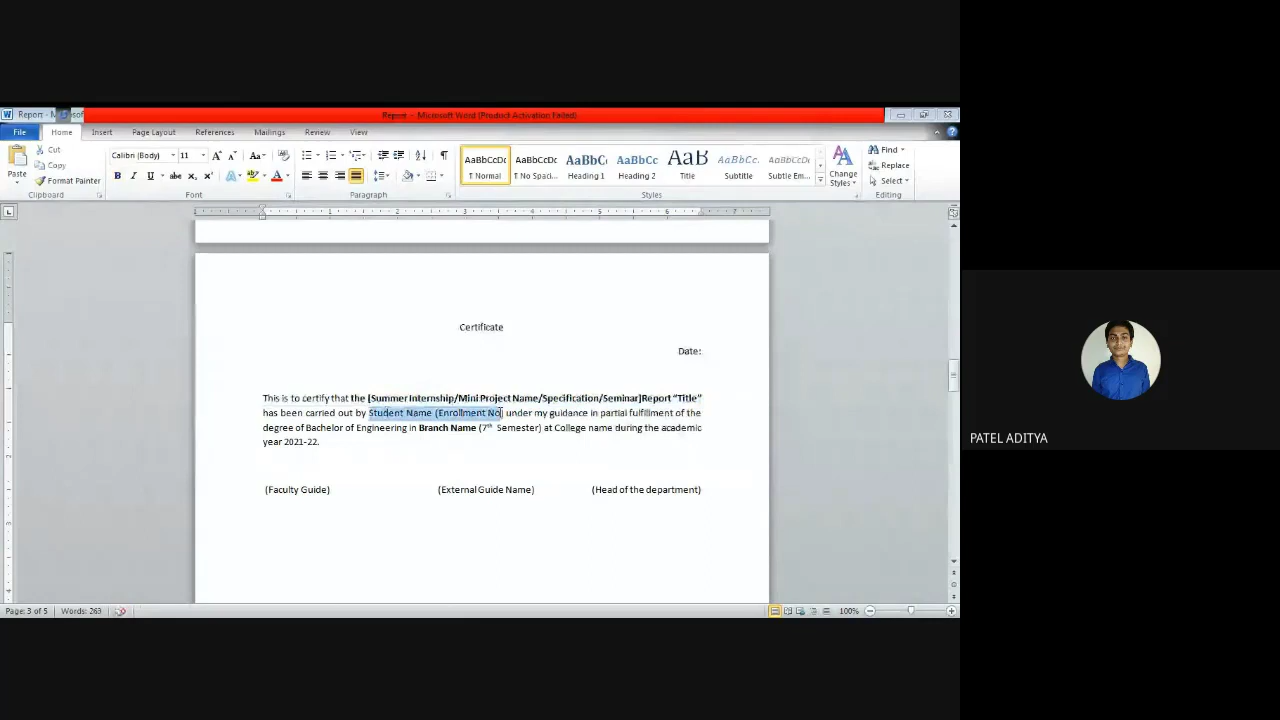 Report - Microsof
Report - Microsoft Word (Product Activation Failed)
File Home Insert Page Layout References Mailings Review View
Paste
Cut
Copy
Format Painter
Clipboard
Calibri (Body) 11
Font
Paragraph
AaBbCcDc AaBbCcDc AaBbCc AaBbCc AaB AaBbCc. AaBbCcDc
¶ Normal ¶ No Spaci... Heading 1 Heading 2 Title Subtitle Subtle Em...
Change
Styles
Styles
Find
Replace
Select
Editing
Certificate
Date:
This is to certify that the [Summer Internship/Mini Project Name/Specification/Seminar]Report “Title”
has been carried out by Student Name (Enrollment No) under my guidance in partial fulfillment of the
degree of Bachelor of Engineering in Branch Name (7th Semester) at College name during the academic
year 2021-22.
(Faculty Guide) (External Guide Name) (Head of the department)
Page: 3 of 5 Words: 263 100%
PATEL ADITYA